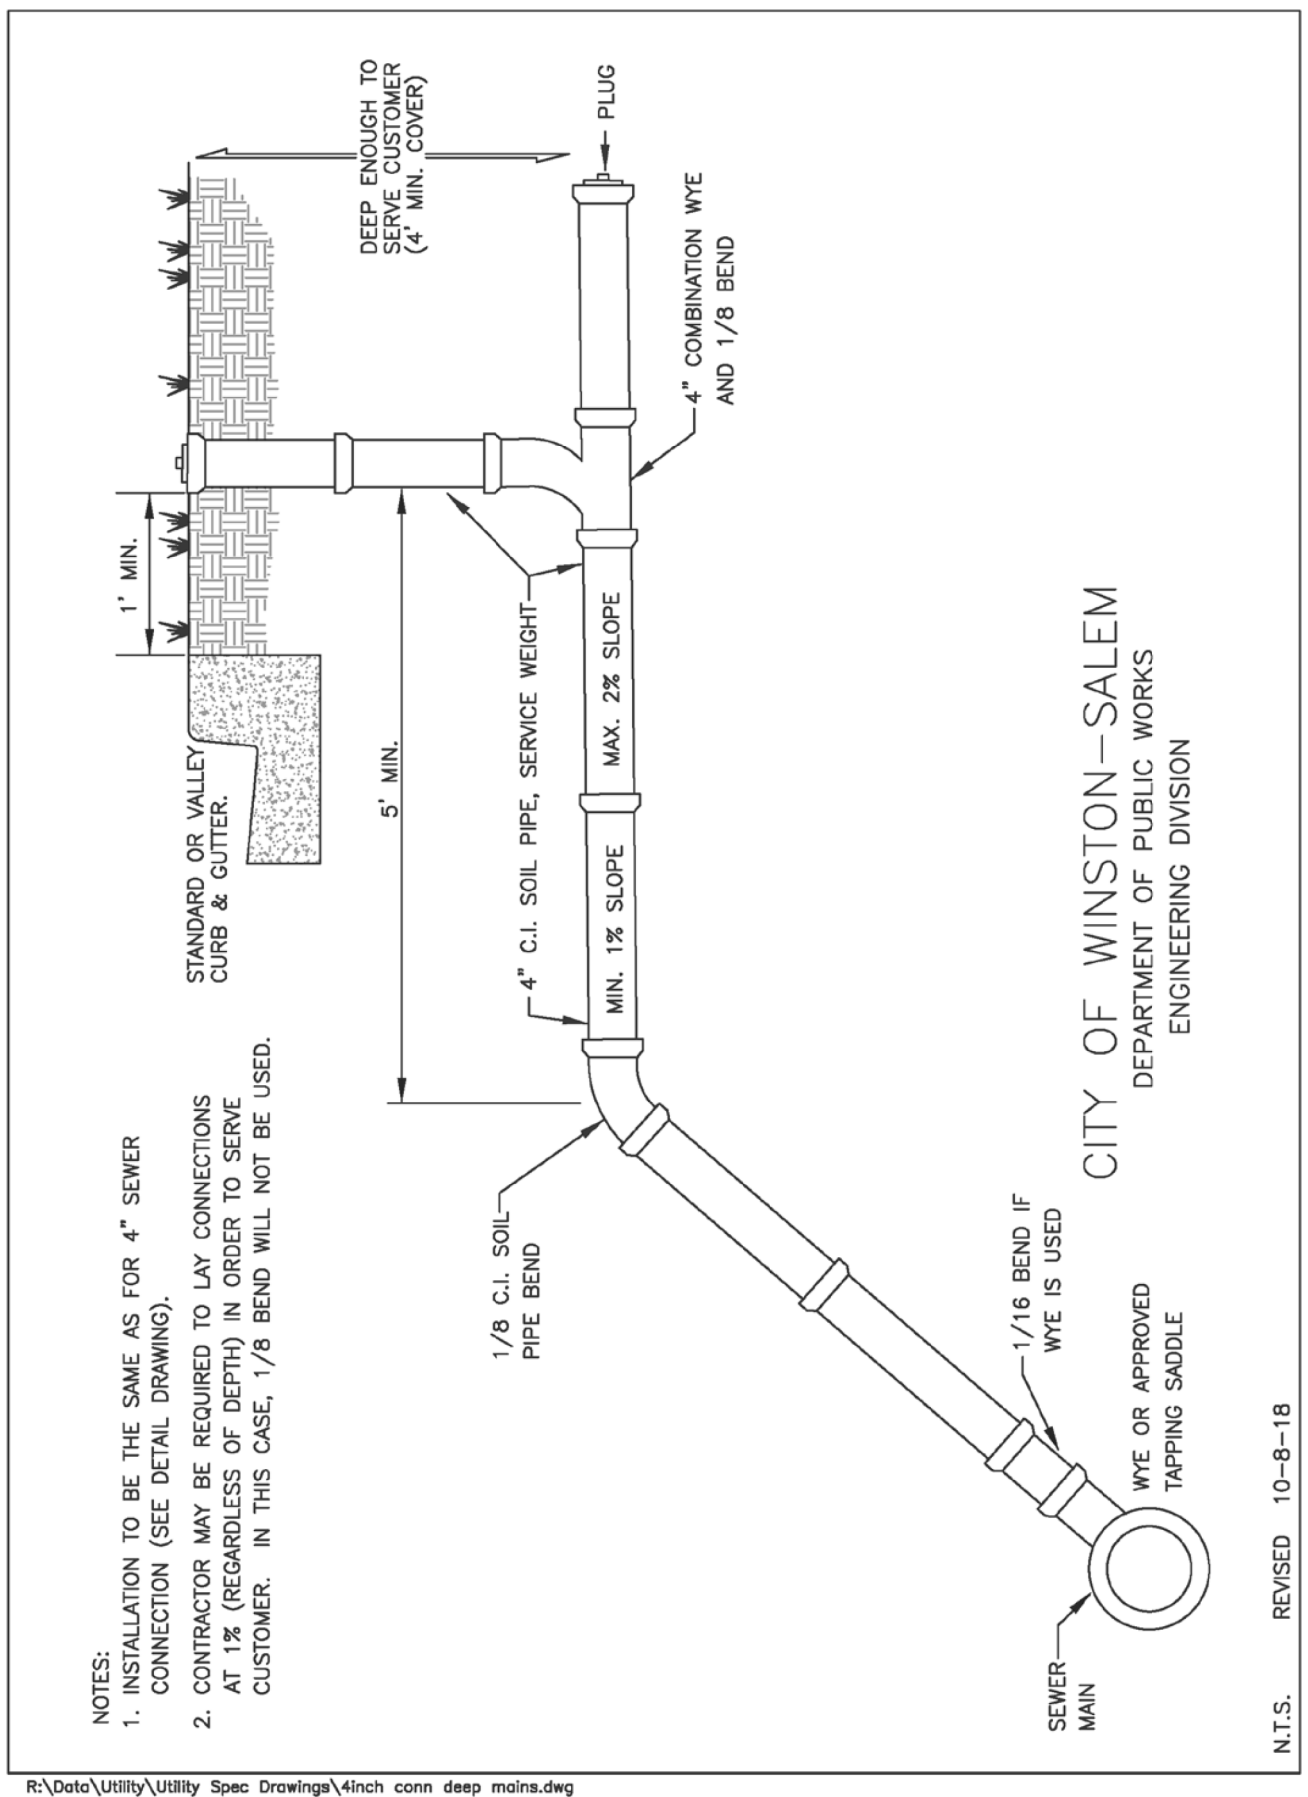 NOTES:
1. INSTALLATION TO BE THE SAME AS FOR 4" SEWER
CONNECTION (SEE DETAIL DRAWING).
2. CONTRACTOR MAY BE REQUIRED TO LAY CONNECTIONS
AT 1% (REGARDLESS OF DEPTH) IN ORDER TO SERVE
CUSTOMER. IN THIS CASE, 1/8 BEND WILL NOT BE USED.
STANDARD OR VALLEY
CURB & GUTTER.
1' MIN.
DEEP ENOUGH TO
SERVE CUSTOMER
(4' MIN. COVER)
5' MIN.
PLUG
4" C.I. SOIL PIPE, SERVICE WEIGHT
1/8 C.I. SOIL
PIPE BEND
MIN. 1% SLOPE
MAX. 2% SLOPE
4" COMBINATION WYE
AND 1/8 BEND
1/16 BEND IF
WYE IS USED
WYE OR APPROVED
TAPPING SADDLE
SEWER
MAIN
CITY OF WINSTON-SALEM
DEPARTMENT OF PUBLIC WORKS
ENGINEERING DIVISION
N.T.S. REVISED 10-8-18
R:\Data\Utility\Utility Spec Drawings\4inch conn deep mains.dwg